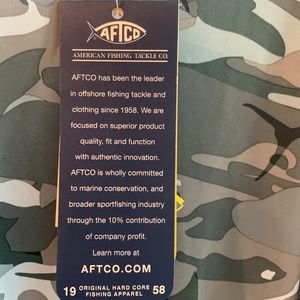 AFTCO
AMERICAN FISHING TACKLE CO.
AFTCO has been the leader
in offshore fishing tackle and
clothing since 1958. We are
focused on superior product
quality, fit and function
with authentic innovation.
AFTCO is wholly committed
to marine conservation, and
broader sportfishing industry
through the 10% contribution
of company profit.
Learn more at
AFTCO.COM
19 ORIGINAL HARD CORE 58
FISHING APPAREL